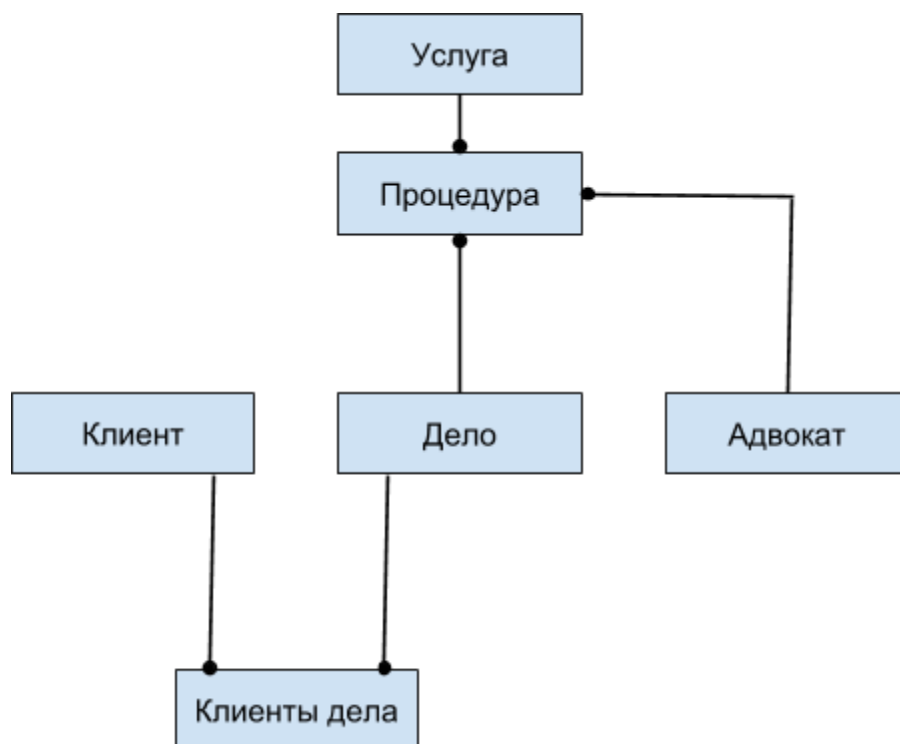 Услуга
Процедура
Клиент
Дело
Адвокат
Клиенты дела